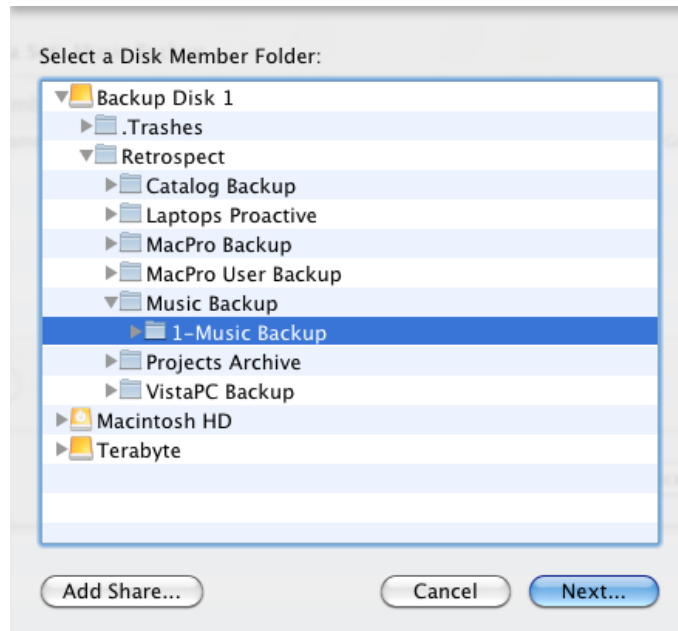 Select a Disk Member Folder:
Backup Disk 1
.Trashes
Retrospect
Catalog Backup
Laptops Proactive
MacPro Backup
MacPro User Backup
Music Backup
1-Music Backup
Projects Archive
VistaPC Backup
Macintosh HD
Terabyte
Add Share... Cancel Next...